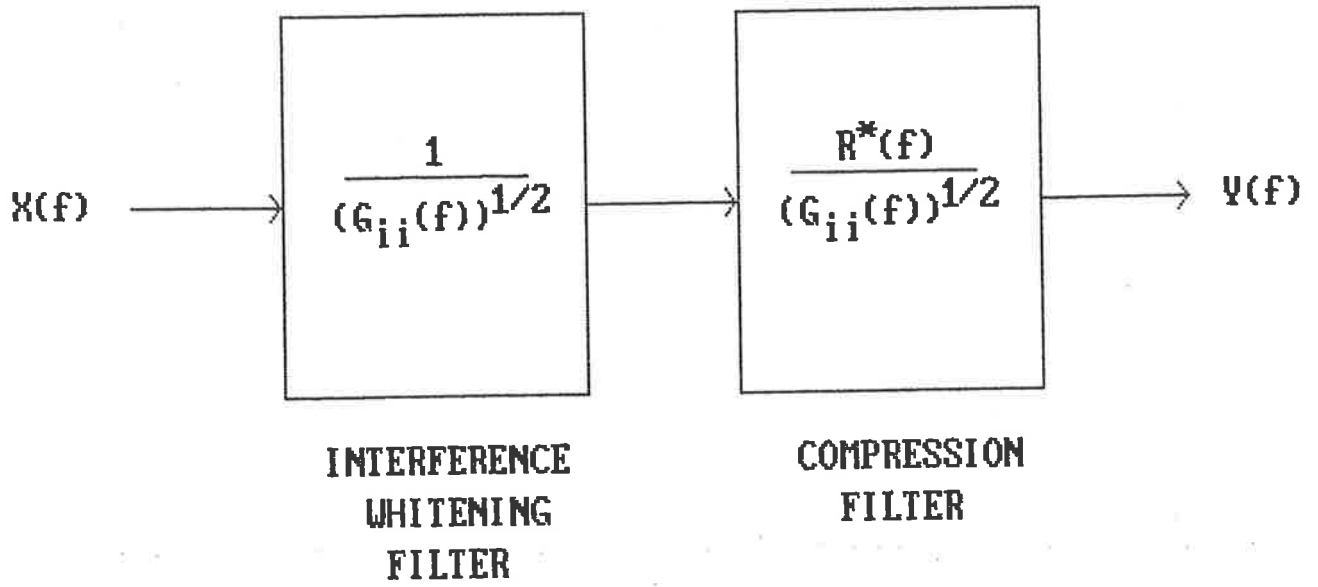 X(f)
1
(G_ii(f))^1/2
R*(f)
(G_ii(f))^1/2
Y(f)
INTERFERENCE
WHITENING
FILTER
COMPRESSION
FILTER